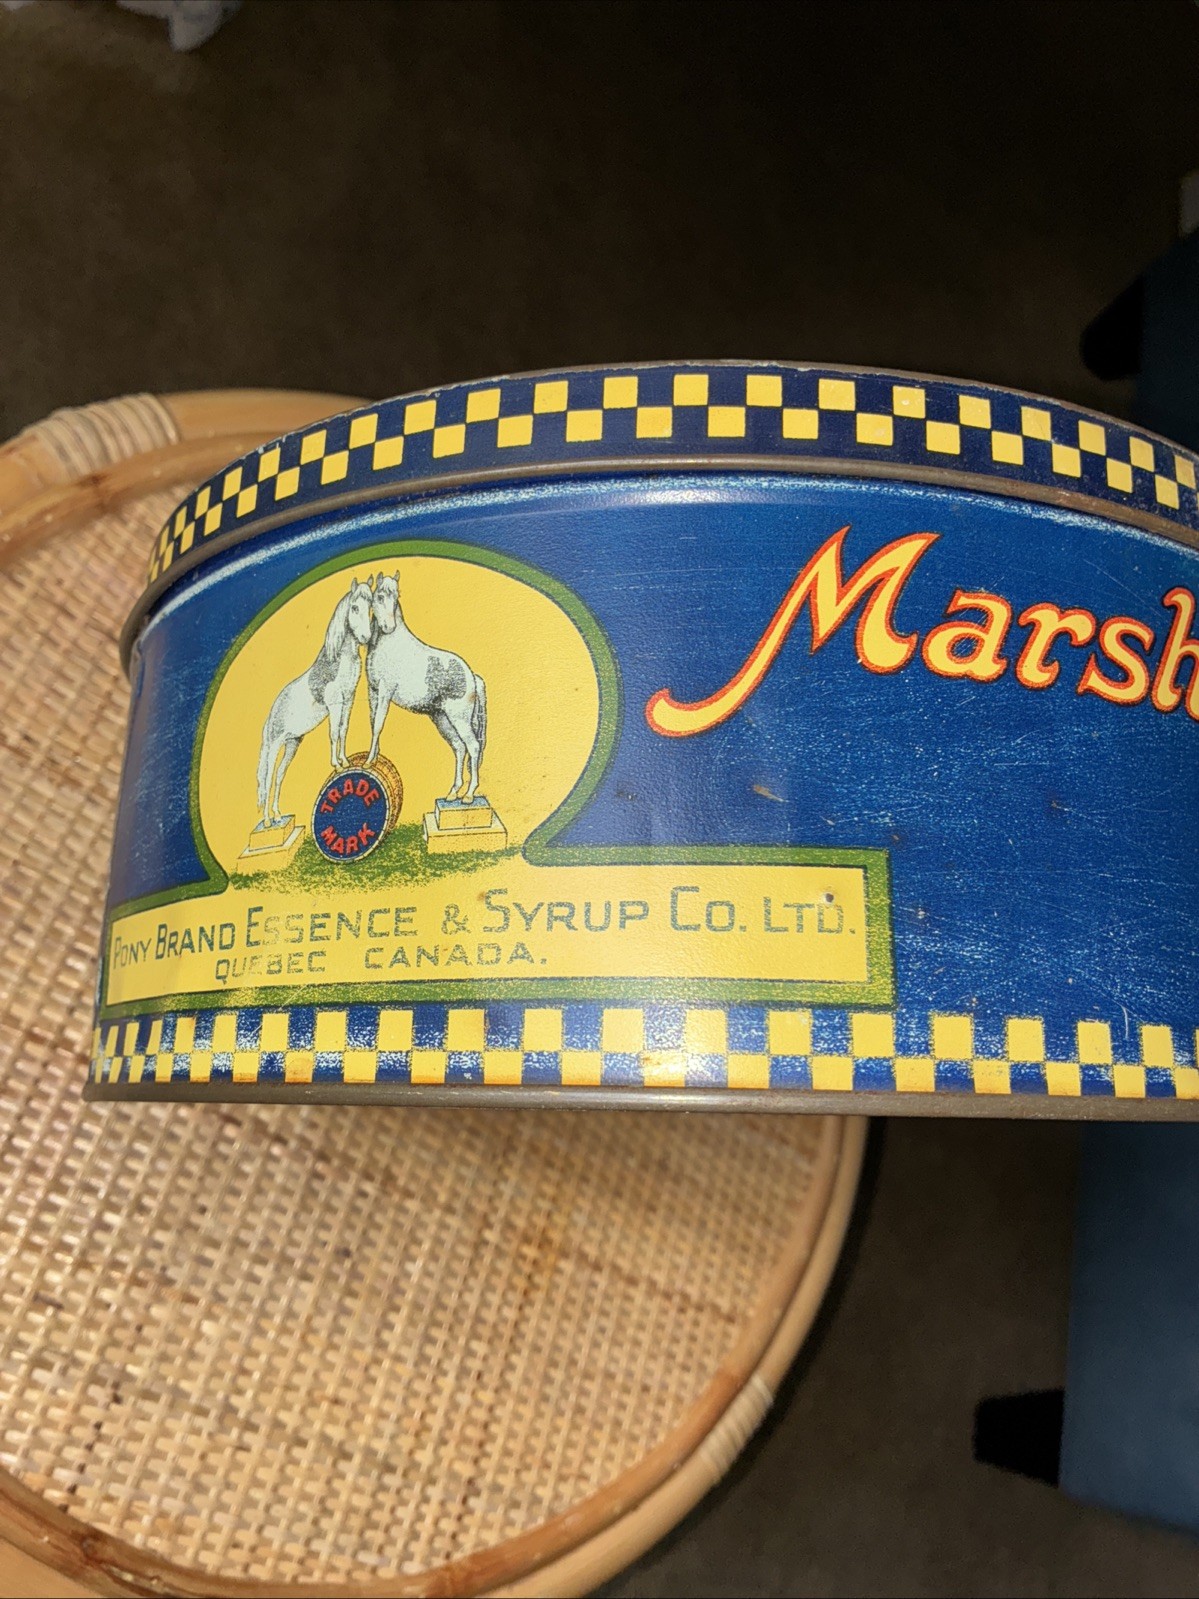 Marsh
TRADE
MARK
PONY BRAND ESSENCE & SYRUP CO. LTD.
QUEBEC CANADA.